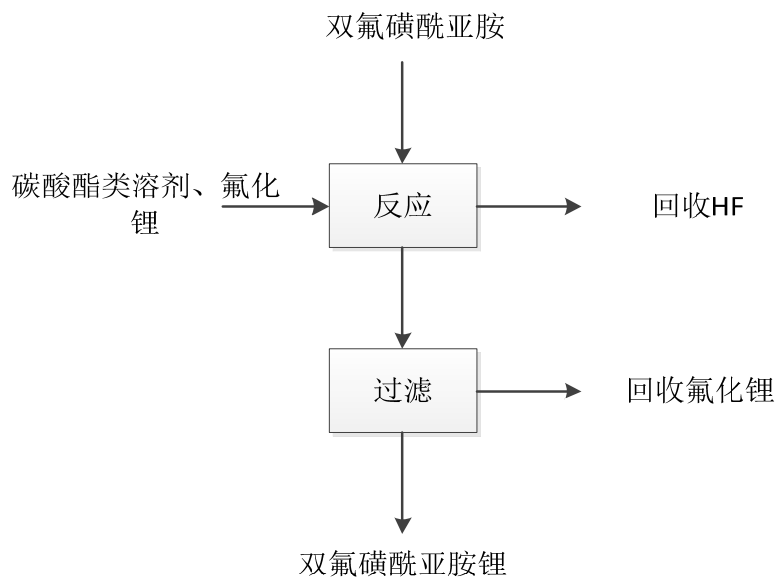 双氟磺酰亚胺
碳酸酯类溶剂、氟化
锂
反应
回收HF
过滤
回收氟化锂
双氟磺酰亚胺锂